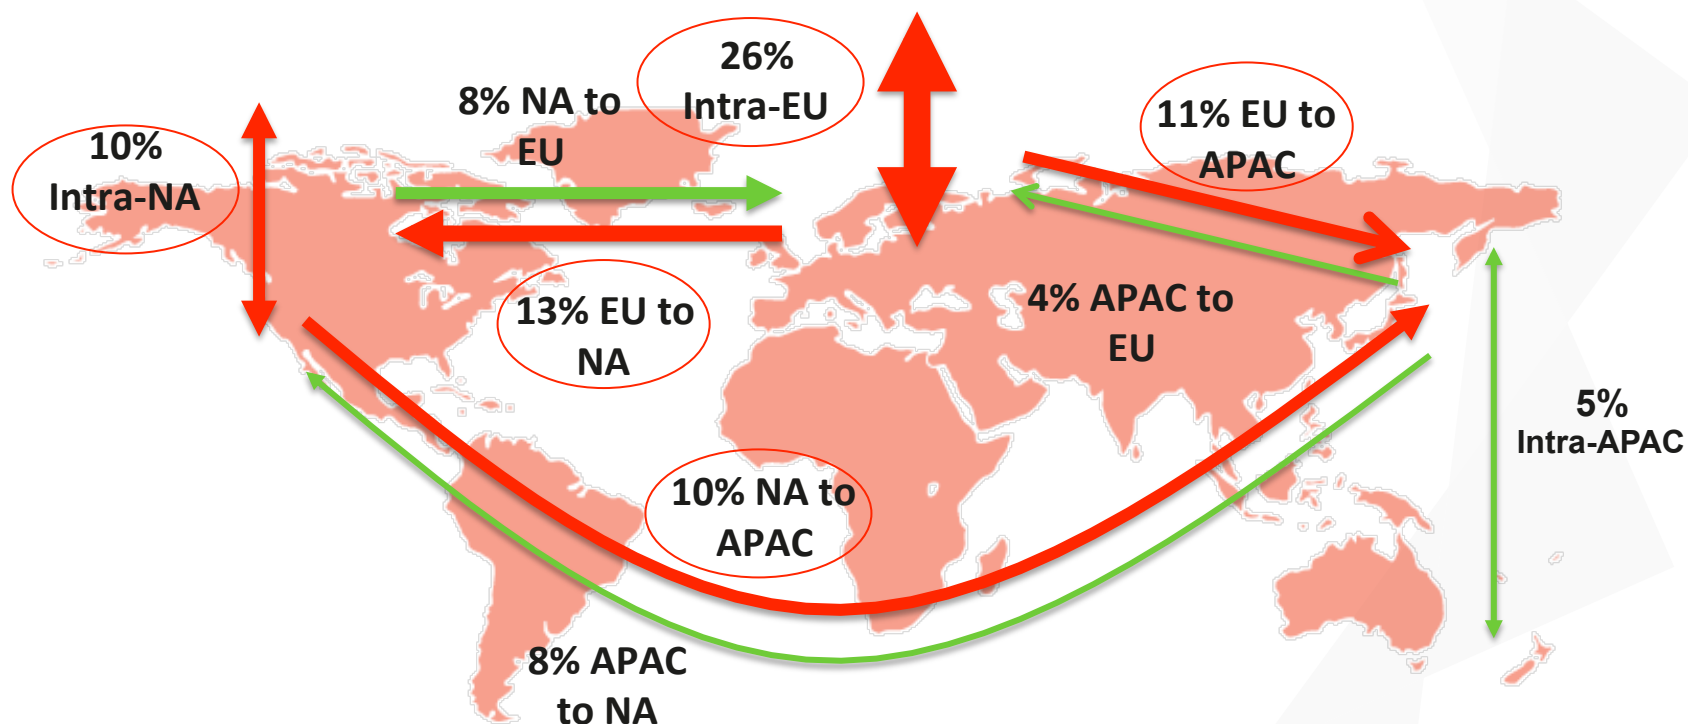 26%
Intra-EU
8% NA to
EU
11% EU to
APAC
10%
Intra-NA
13% EU to
NA
4% APAC to
EU
5%
Intra-APAC
10% NA to
APAC
8% APAC
to NA